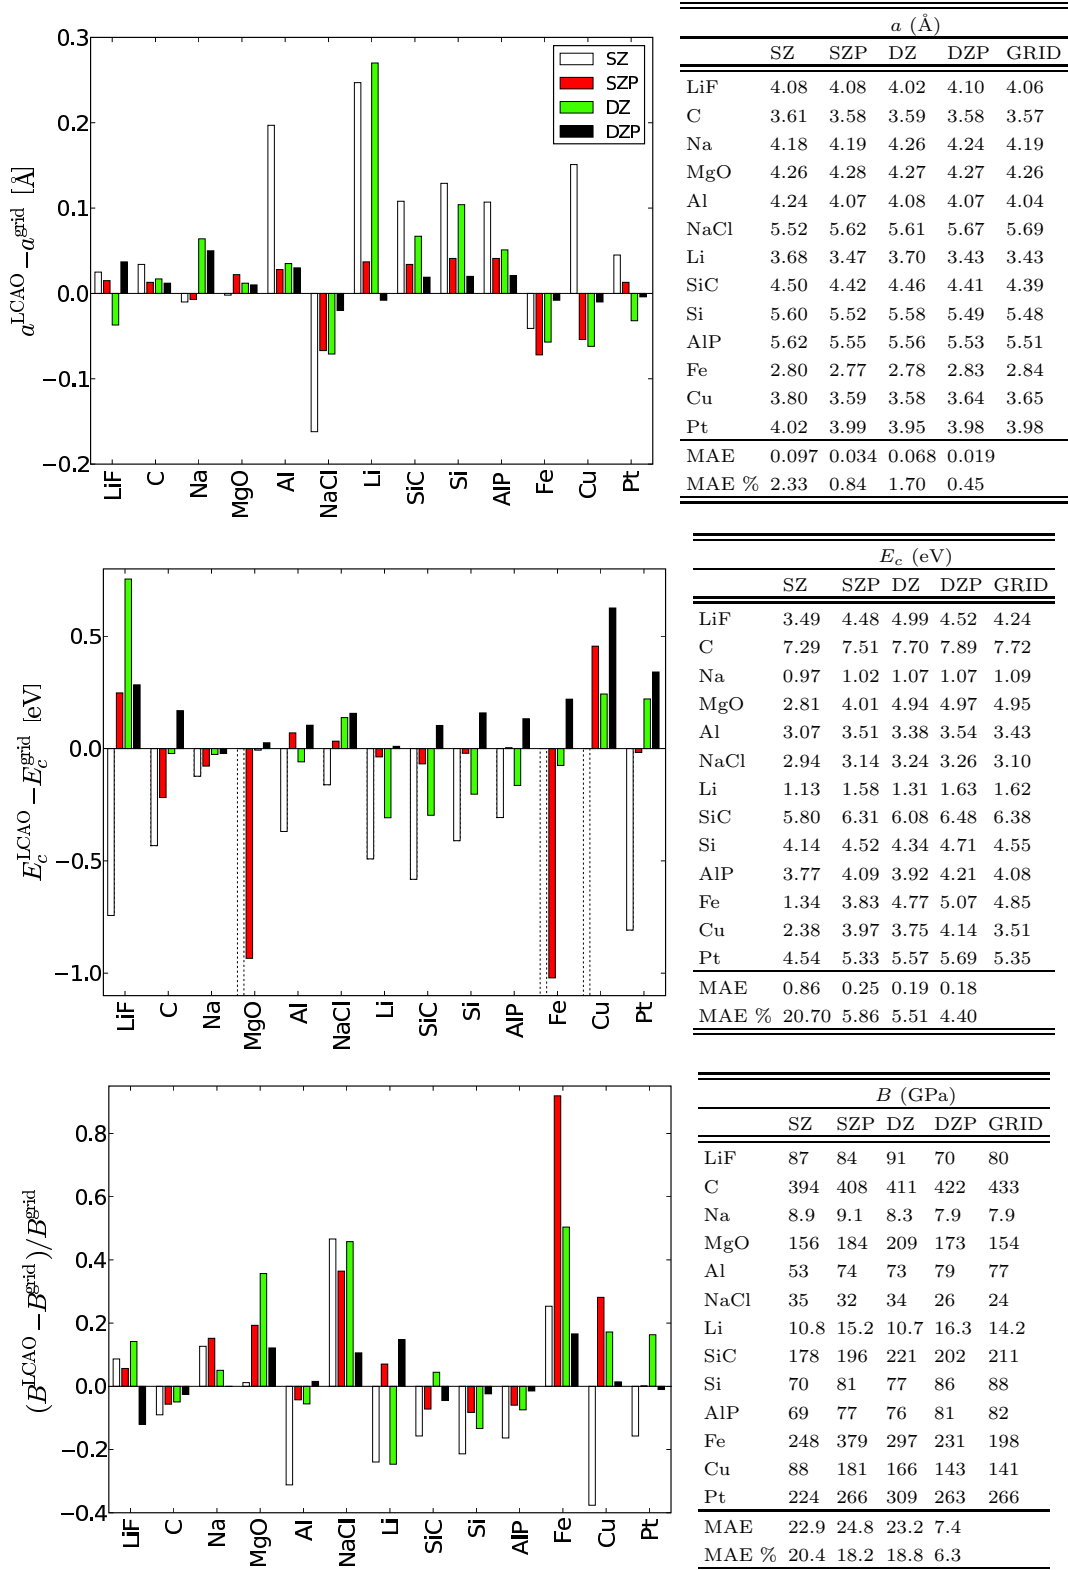 0.3
0.2
0.1
0.0
−0.1
−0.2
a^LCAO − a^grid [Å]
SZ
SZP
DZ
DZP
LiF C Na MgO Al NaCl Li SiC Si AlP Fe Cu Pt
a (Å)
SZ SZP DZ DZP GRID
LiF 4.08 4.08 4.02 4.10 4.06
C 3.61 3.58 3.59 3.58 3.57
Na 4.18 4.19 4.26 4.24 4.19
MgO 4.26 4.28 4.27 4.27 4.26
Al 4.24 4.07 4.08 4.07 4.04
NaCl 5.52 5.62 5.61 5.67 5.69
Li 3.68 3.47 3.70 3.43 3.43
SiC 4.50 4.42 4.46 4.41 4.39
Si 5.60 5.52 5.58 5.49 5.48
AlP 5.62 5.55 5.56 5.53 5.51
Fe 2.80 2.77 2.78 2.83 2.84
Cu 3.80 3.59 3.58 3.64 3.65
Pt 4.02 3.99 3.95 3.98 3.98
MAE 0.097 0.034 0.068 0.019
MAE % 2.33 0.84 1.70 0.45
0.5
0.0
−0.5
−1.0
E_c^LCAO − E_c^grid [eV]
LiF C Na MgO Al NaCl Li SiC Si AlP Fe Cu Pt
E_c (eV)
SZ SZP DZ DZP GRID
LiF 3.49 4.48 4.99 4.52 4.24
C 7.29 7.51 7.70 7.89 7.72
Na 0.97 1.02 1.07 1.07 1.09
MgO 2.81 4.01 4.94 4.97 4.95
Al 3.07 3.51 3.38 3.54 3.43
NaCl 2.94 3.14 3.24 3.26 3.10
Li 1.13 1.58 1.31 1.63 1.62
SiC 5.80 6.31 6.08 6.48 6.38
Si 4.14 4.52 4.34 4.71 4.55
AlP 3.77 4.09 3.92 4.21 4.08
Fe 1.34 3.83 4.77 5.07 4.85
Cu 2.38 3.97 3.75 4.14 3.51
Pt 4.54 5.33 5.57 5.69 5.35
MAE 0.86 0.25 0.19 0.18
MAE % 20.70 5.86 5.51 4.40
0.8
0.6
0.4
0.2
0.0
−0.2
−0.4
(B^LCAO − B^grid)/B^grid
LiF C Na MgO Al NaCl Li SiC Si AlP Fe Cu Pt
B (GPa)
SZ SZP DZ DZP GRID
LiF 87 84 91 70 80
C 394 408 411 422 433
Na 8.9 9.1 8.3 7.9 7.9
MgO 156 184 209 173 154
Al 53 74 73 79 77
NaCl 35 32 34 26 24
Li 10.8 15.2 10.7 16.3 14.2
SiC 178 196 221 202 211
Si 70 81 77 86 88
AlP 69 77 76 81 82
Fe 248 379 297 231 198
Cu 88 181 166 143 141
Pt 224 266 309 263 266
MAE 22.9 24.8 23.2 7.4
MAE % 20.4 18.2 18.8 6.3